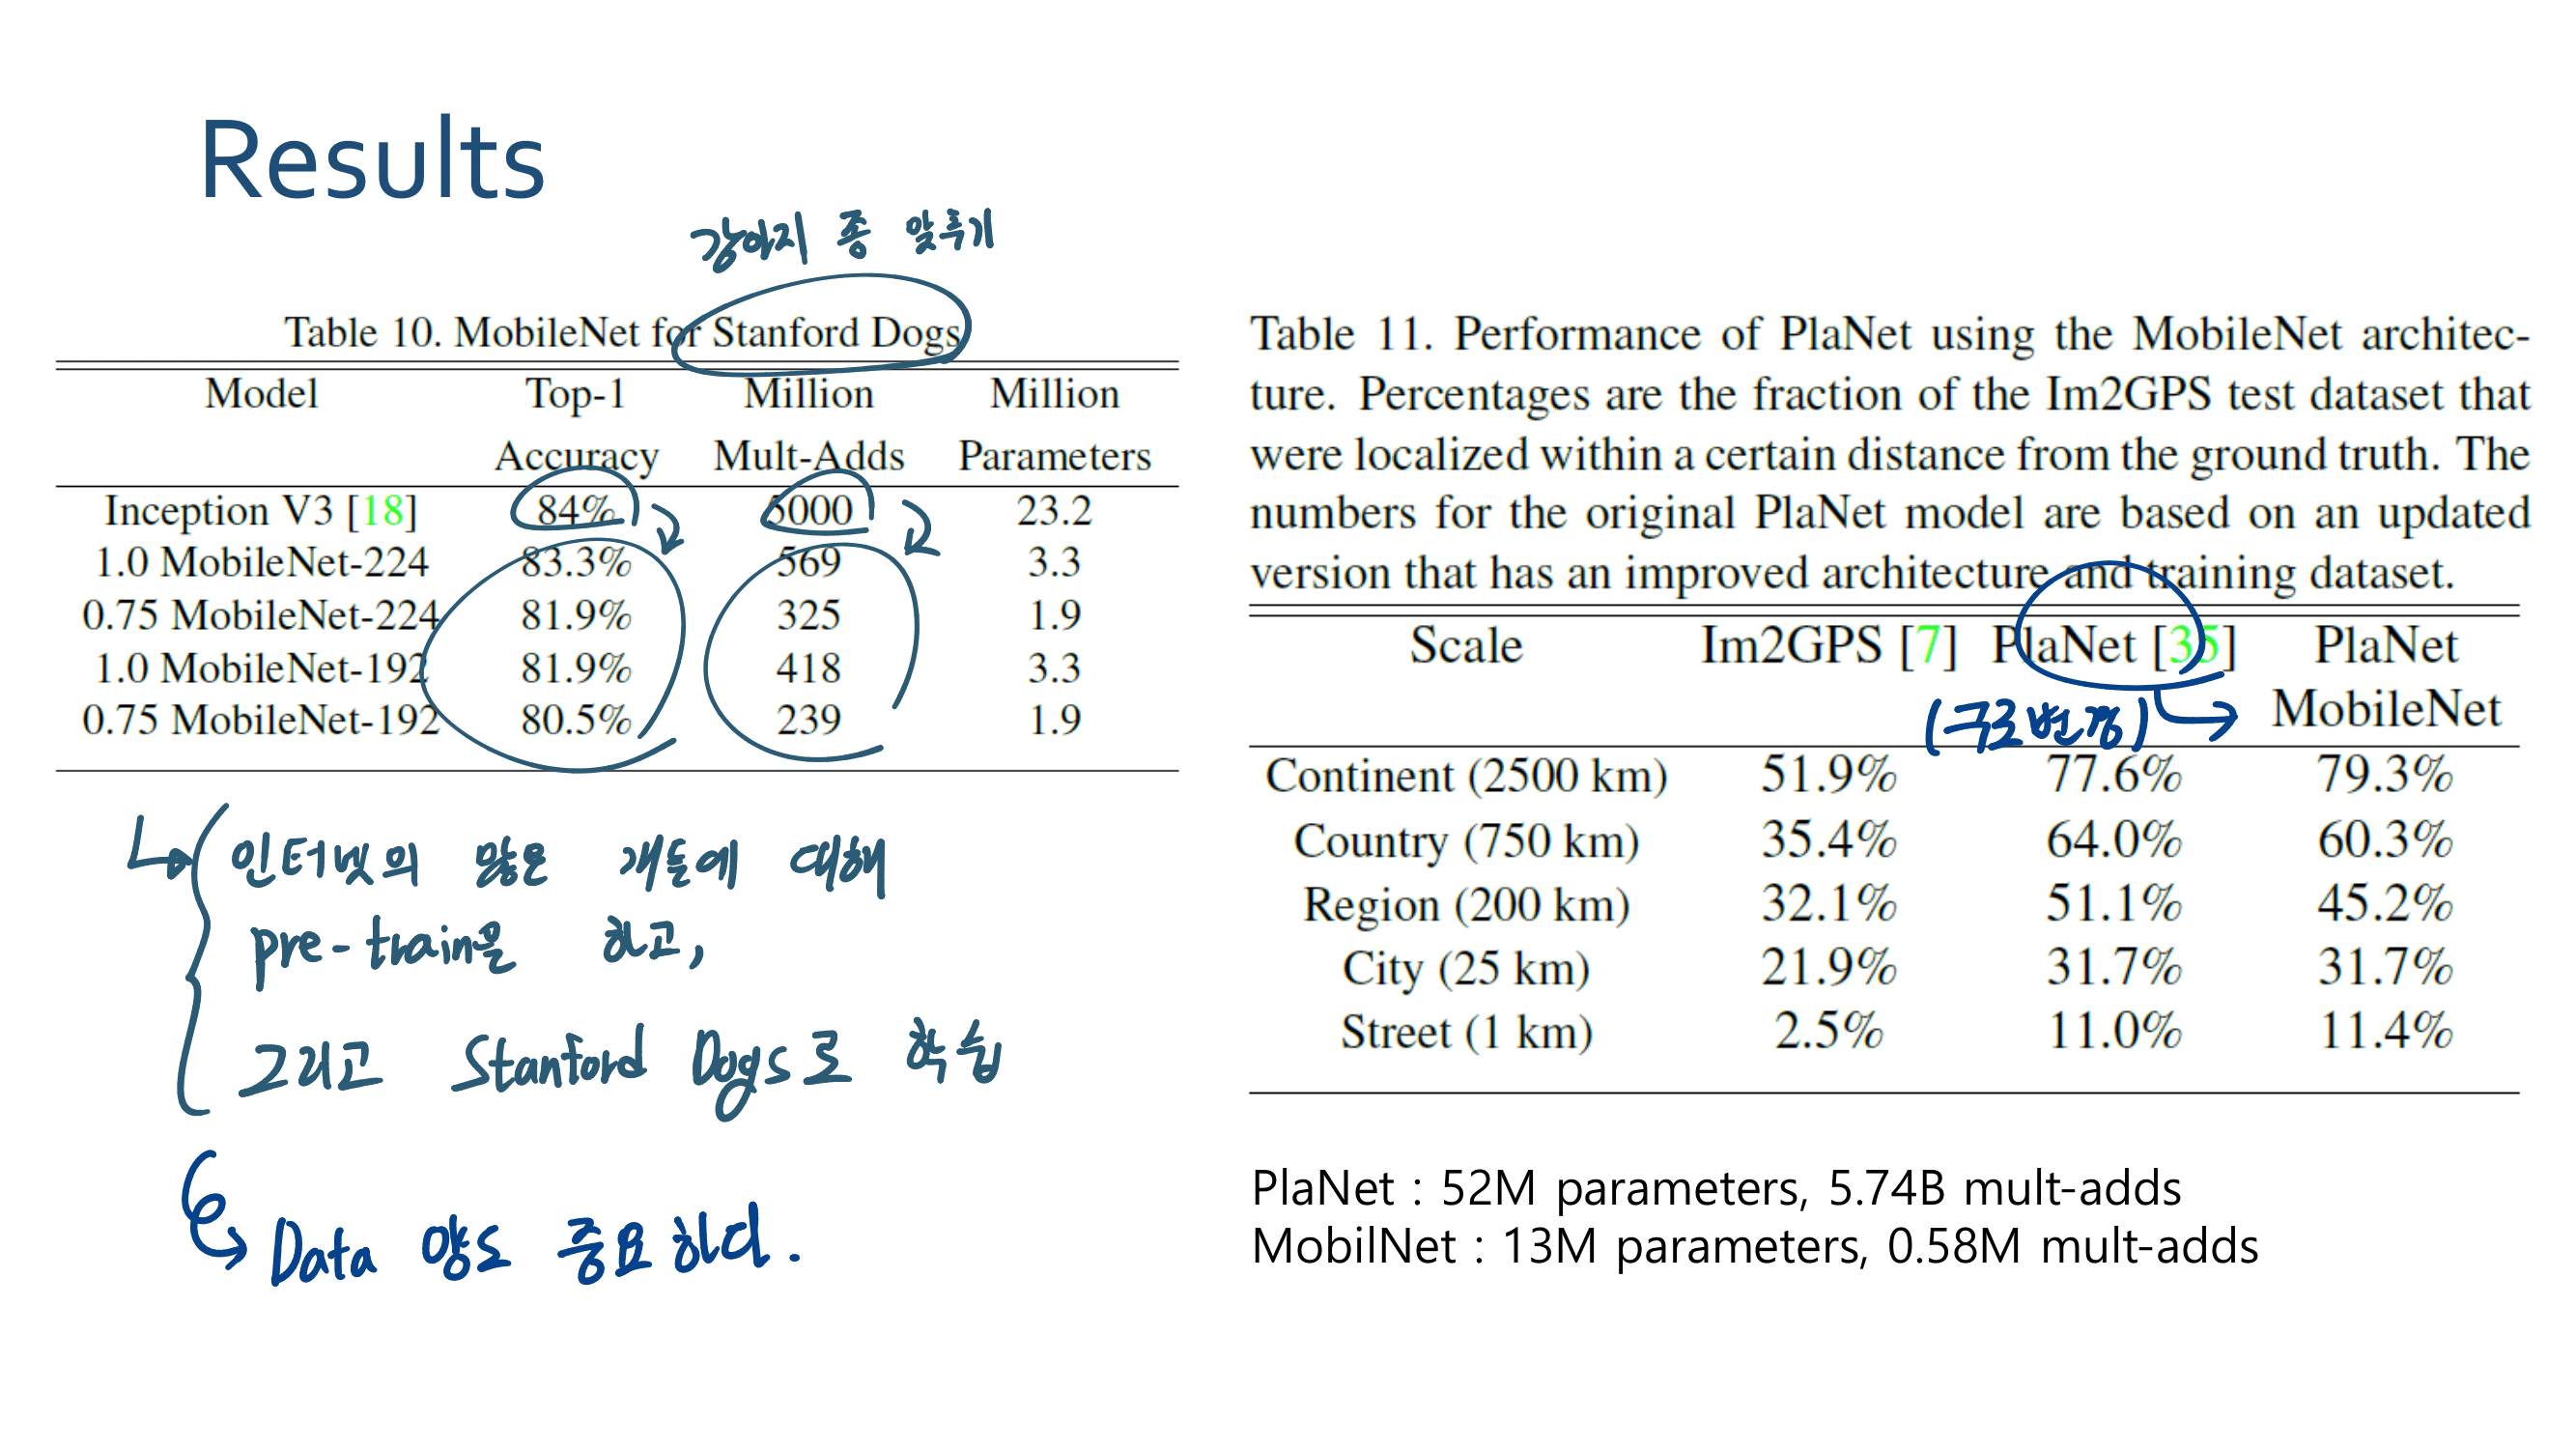 Results
강아지 종 맞추기
Table 10. MobileNet for Stanford Dogs
Model Top-1 Million Million
Accuracy Mult-Adds Parameters
Inception V3 [18] 84% 5000 23.2
1.0 MobileNet-224 83.3% 569 3.3
0.75 MobileNet-224 81.9% 325 1.9
1.0 MobileNet-192 81.9% 418 3.3
0.75 MobileNet-192 80.5% 239 1.9
인터넷의 많은 개들에 대해
pre-train을 하고,
그리고 Stanford Dogs로 학습
Data 양도 중요하다.
Table 11. Performance of PlaNet using the MobileNet architec-
ture. Percentages are the fraction of the Im2GPS test dataset that
were localized within a certain distance from the ground truth. The
numbers for the original PlaNet model are based on an updated
version that has an improved architecture and training dataset.
Scale Im2GPS [7] PlaNet [35] PlaNet
(구조변경) MobileNet
Continent (2500 km) 51.9% 77.6% 79.3%
Country (750 km) 35.4% 64.0% 60.3%
Region (200 km) 32.1% 51.1% 45.2%
City (25 km) 21.9% 31.7% 31.7%
Street (1 km) 2.5% 11.0% 11.4%
PlaNet : 52M parameters, 5.74B mult-adds
MobilNet : 13M parameters, 0.58M mult-adds